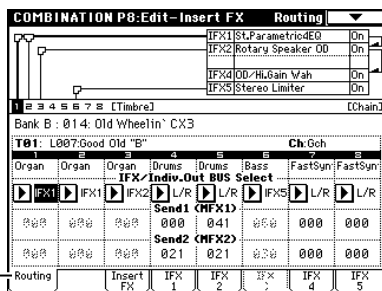 COMBINATION P8:Edit-Insert FX Routing
IFX1 St.Parametric4EQ On
IFX2 Rotary Speaker OD On
IFX4 OD/Hi.Gain Wah On
IFX5 Stereo Limiter On
1 2 3 4 5 6 7 8 [Timbre] [Chain]
Bank B : 014: Old Wheelin` CX3
T01: L007:Good Old "B" Ch:Gch
1 2 3 4 5 6 7 8
Organ Organ Organ Drums Drums Bass FastSyn FastSyn
IFX/Indiv.Out BUS Select
IFX1 IFX1 IFX2 L/R L/R IFX5 L/R L/R
Send1 (MFX1)
000 041 000 000
Send2 (MFX2)
021 021 000 000
Routing Insert FX IFX 1 IFX 2 IFX 4 IFX 5